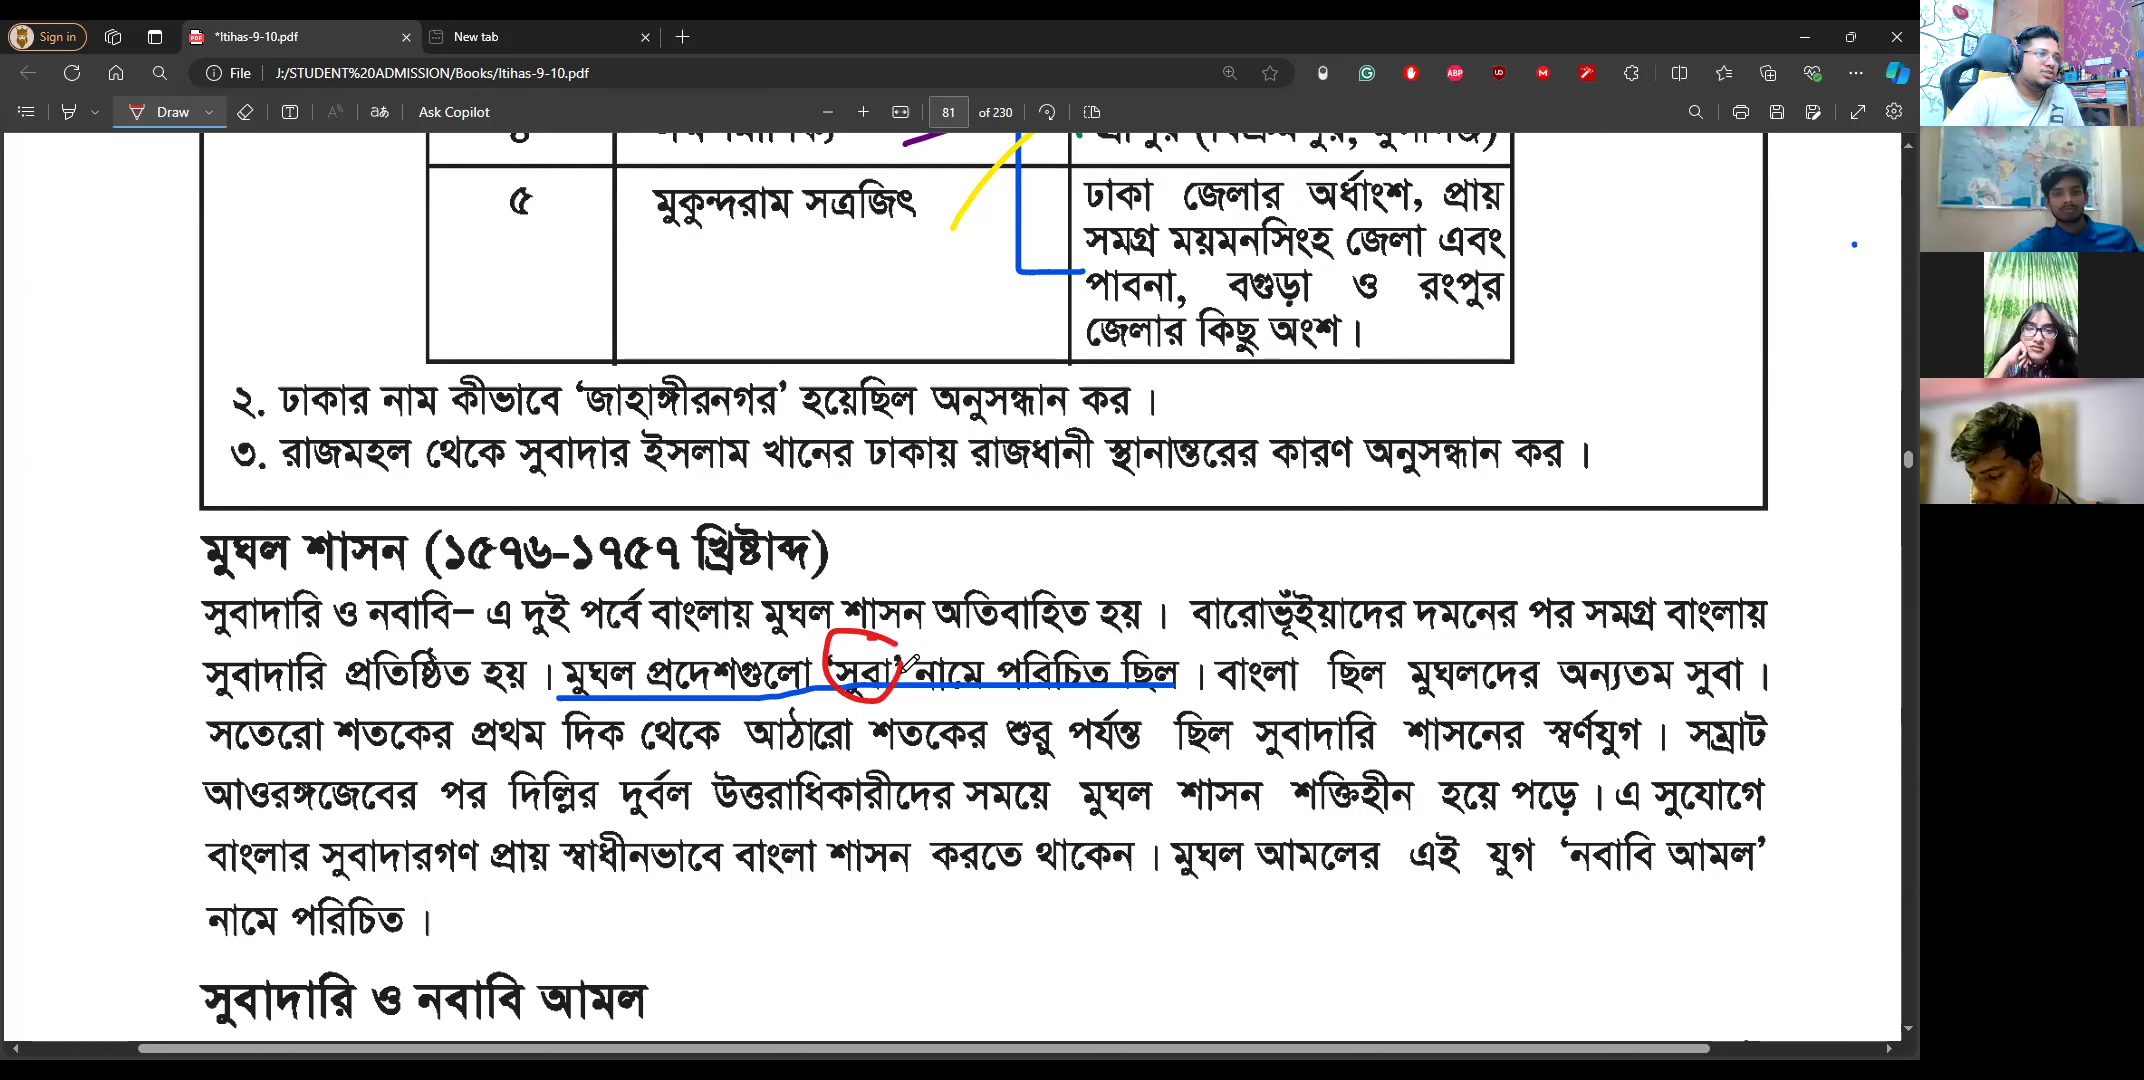 Sign in
*Itihas-9-10.pdf
New tab
File J:/STUDENT%20ADMISSION/Books/Itihas-9-10.pdf
Draw
Ask Copilot
81 of 230
৫ মুকুন্দরাম সত্রজিৎ
ঢাকা জেলার অর্ধাংশ, প্রায়
সমগ্র ময়মনসিংহ জেলা এবং
পাবনা, বগুড়া ও রংপুর
জেলার কিছু অংশ।
২. ঢাকার নাম কীভাবে ‘জাহাঙ্গীরনগর’ হয়েছিল অনুসন্ধান কর।
৩. রাজমহল থেকে সুবাদার ইসলাম খানের ঢাকায় রাজধানী স্থানান্তরের কারণ অনুসন্ধান কর।
মুঘল শাসন (১৫৭৬-১৭৫৭ খ্রিষ্টাব্দ)
সুবাদারি ও নবাবি– এ দুই পর্বে বাংলায় মুঘল শাসন অতিবাহিত হয়। বারোভূঁইয়াদের দমনের পর সমগ্র বাংলায়
সুবাদারি প্রতিষ্ঠিত হয়। মুঘল প্রদেশগুলো ‘সুবা’ নামে পরিচিত ছিল। বাংলা ছিল মুঘলদের অন্যতম সুবা।
সতেরো শতকের প্রথম দিক থেকে আঠারো শতকের শুরু পর্যন্ত ছিল সুবাদারি শাসনের স্বর্ণযুগ। সম্রাট
আওরঙ্গজেবের পর দিল্লির দুর্বল উত্তরাধিকারীদের সময়ে মুঘল শাসন শক্তিহীন হয়ে পড়ে। এ সুযোগে
বাংলার সুবাদারগণ প্রায় স্বাধীনভাবে বাংলা শাসন করতে থাকেন। মুঘল আমলের এই যুগ ‘নবাবি আমল’
নামে পরিচিত।
সুবাদারি ও নবাবি আমল